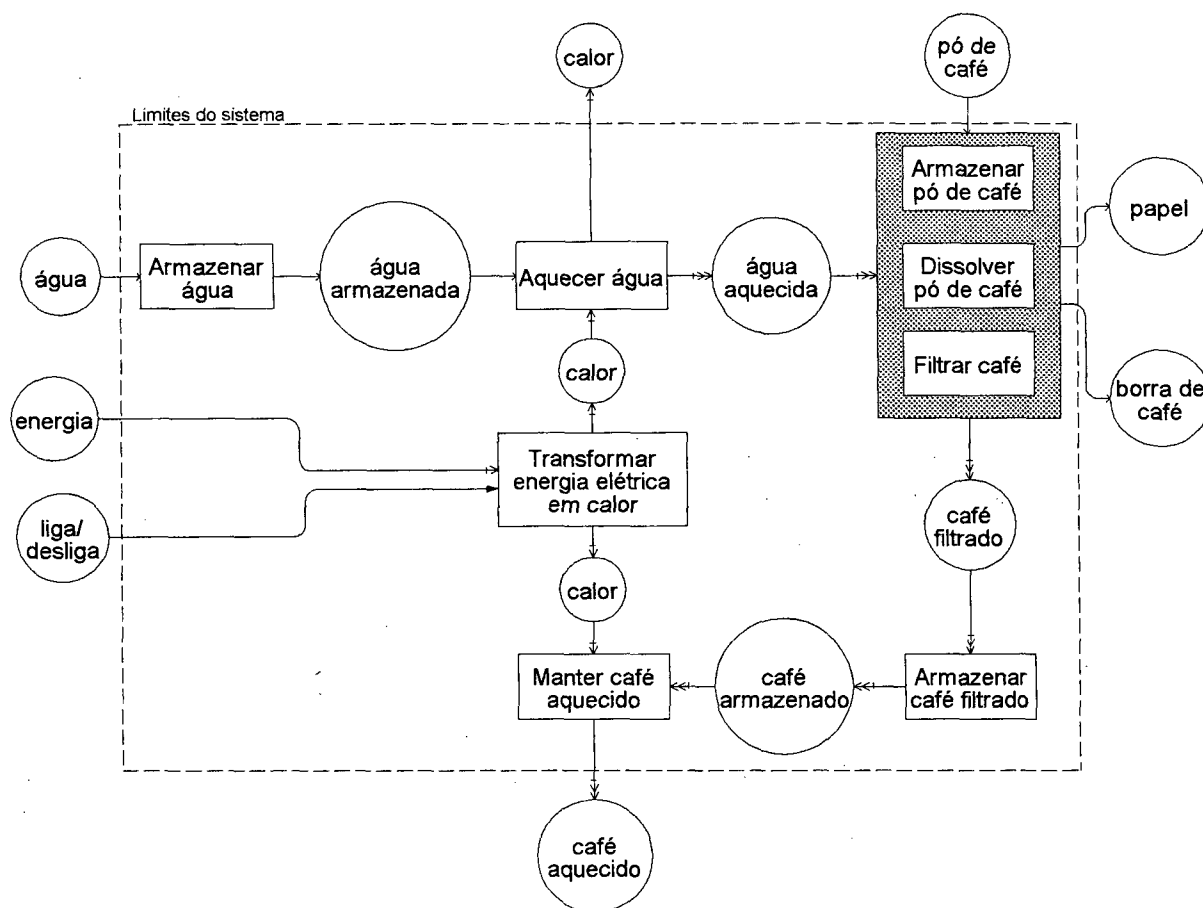 calor
pó de
café
Limites do sistema
Armazenar
pó de café
papel
água
Armazenar
água
água
armazenada
Aquecer água
água
aquecida
Dissolver
pó de café
Filtrar café
calor
borra de
café
energia
Transformar
energia elétrica
em calor
liga/
desliga
café
filtrado
calor
Manter café
aquecido
café
armazenado
Armazenar
café filtrado
café
aquecido